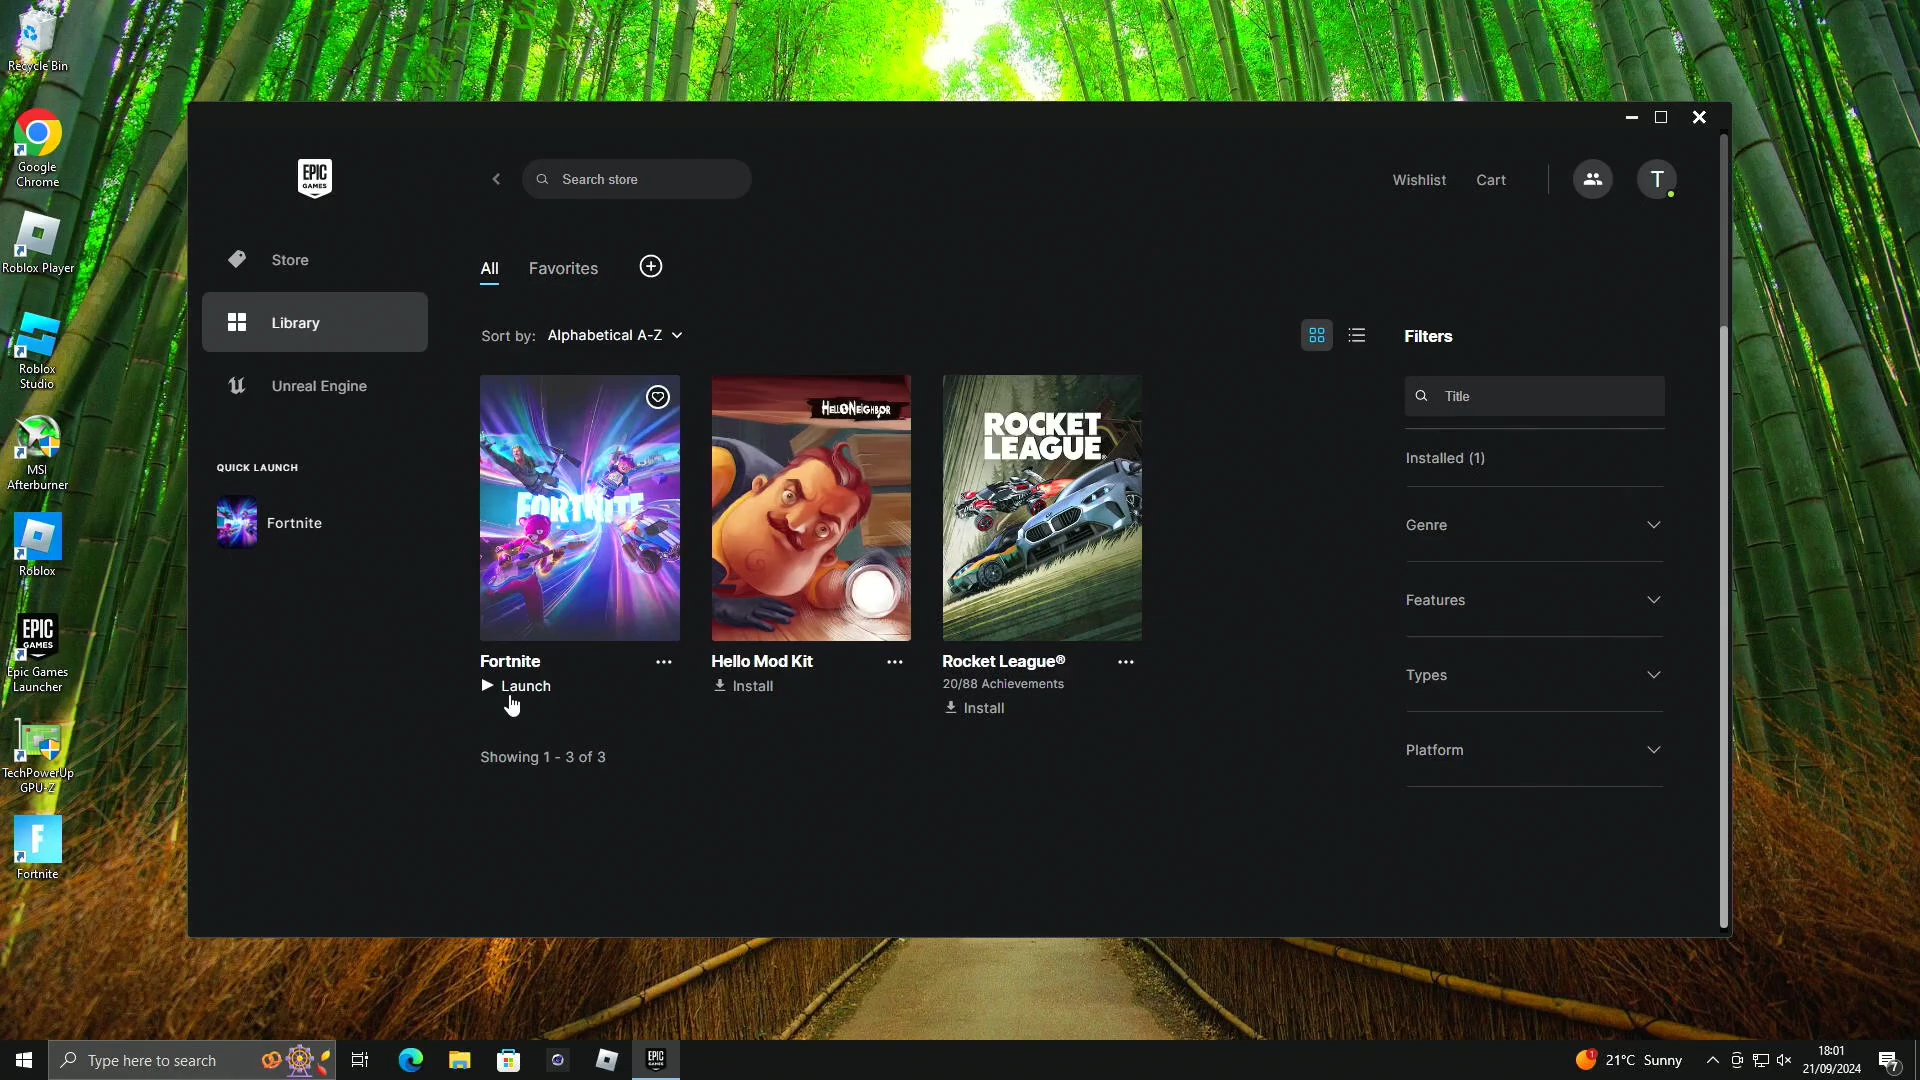 Recycle Bin
Google
Chrome
Roblox Player
Roblox
Studio
MSI
Afterburner
Roblox
EPIC
GAMES
Epic Games
Launcher
TechPowerUp
GPU-Z
F
Fortnite
EPIC
GAMES
Search store
Wishlist
Cart
T
Store
Library
Unreal Engine
QUICK LAUNCH
Fortnite
All
Favorites
Sort by: Alphabetical A-Z
FORTNITE
HELLO NEIGHBOR
ROCKET
LEAGUE
Fortnite
Launch
Hello Mod Kit
Install
Rocket League®
20/88 Achievements
Install
Showing 1 - 3 of 3
Filters
Title
Installed (1)
Genre
Features
Types
Platform
Type here to search
EPIC
GAMES
1
21°C Sunny
18:01
21/09/2024
7